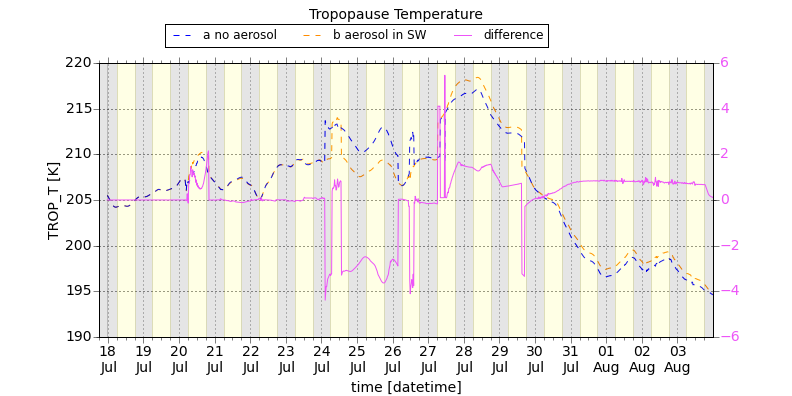 Tropopause Temperature
a no aerosol b aerosol in SW difference
220 6
215 4
210 2
205 0
200 −2
195 −4
190 −6
TROP_T [K]
18 19 20 21 22 23 24 25 26 27 28 29 30 31 01 02 03
Jul Jul Jul Jul Jul Jul Jul Jul Jul Jul Jul Jul Jul Jul Aug Aug Aug
time [datetime]